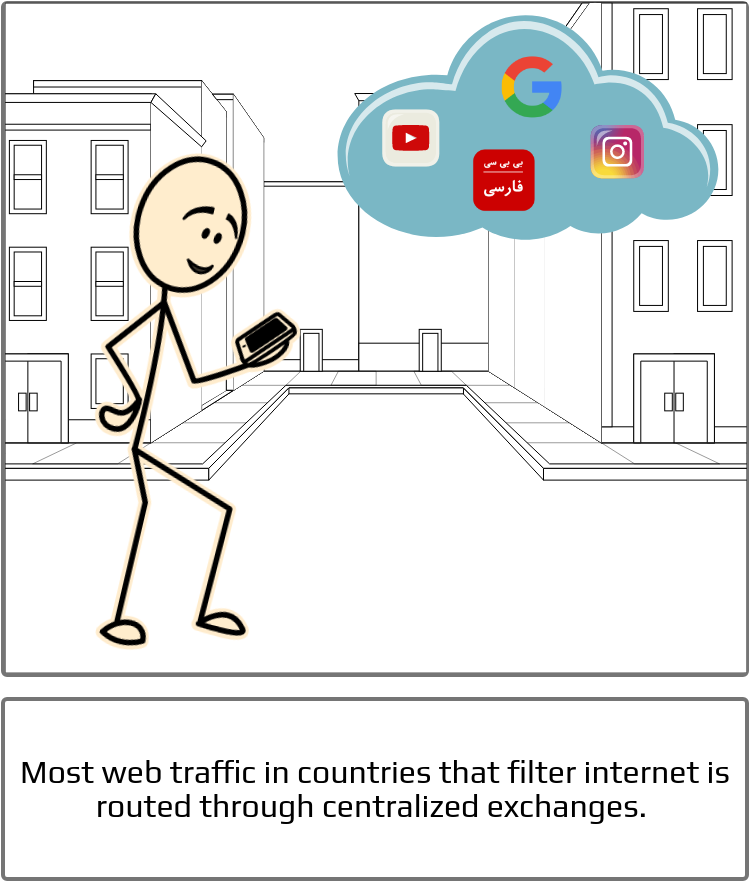 G
بی بی سی
فارسی
Most web traffic in countries that filter internet is
routed through centralized exchanges.